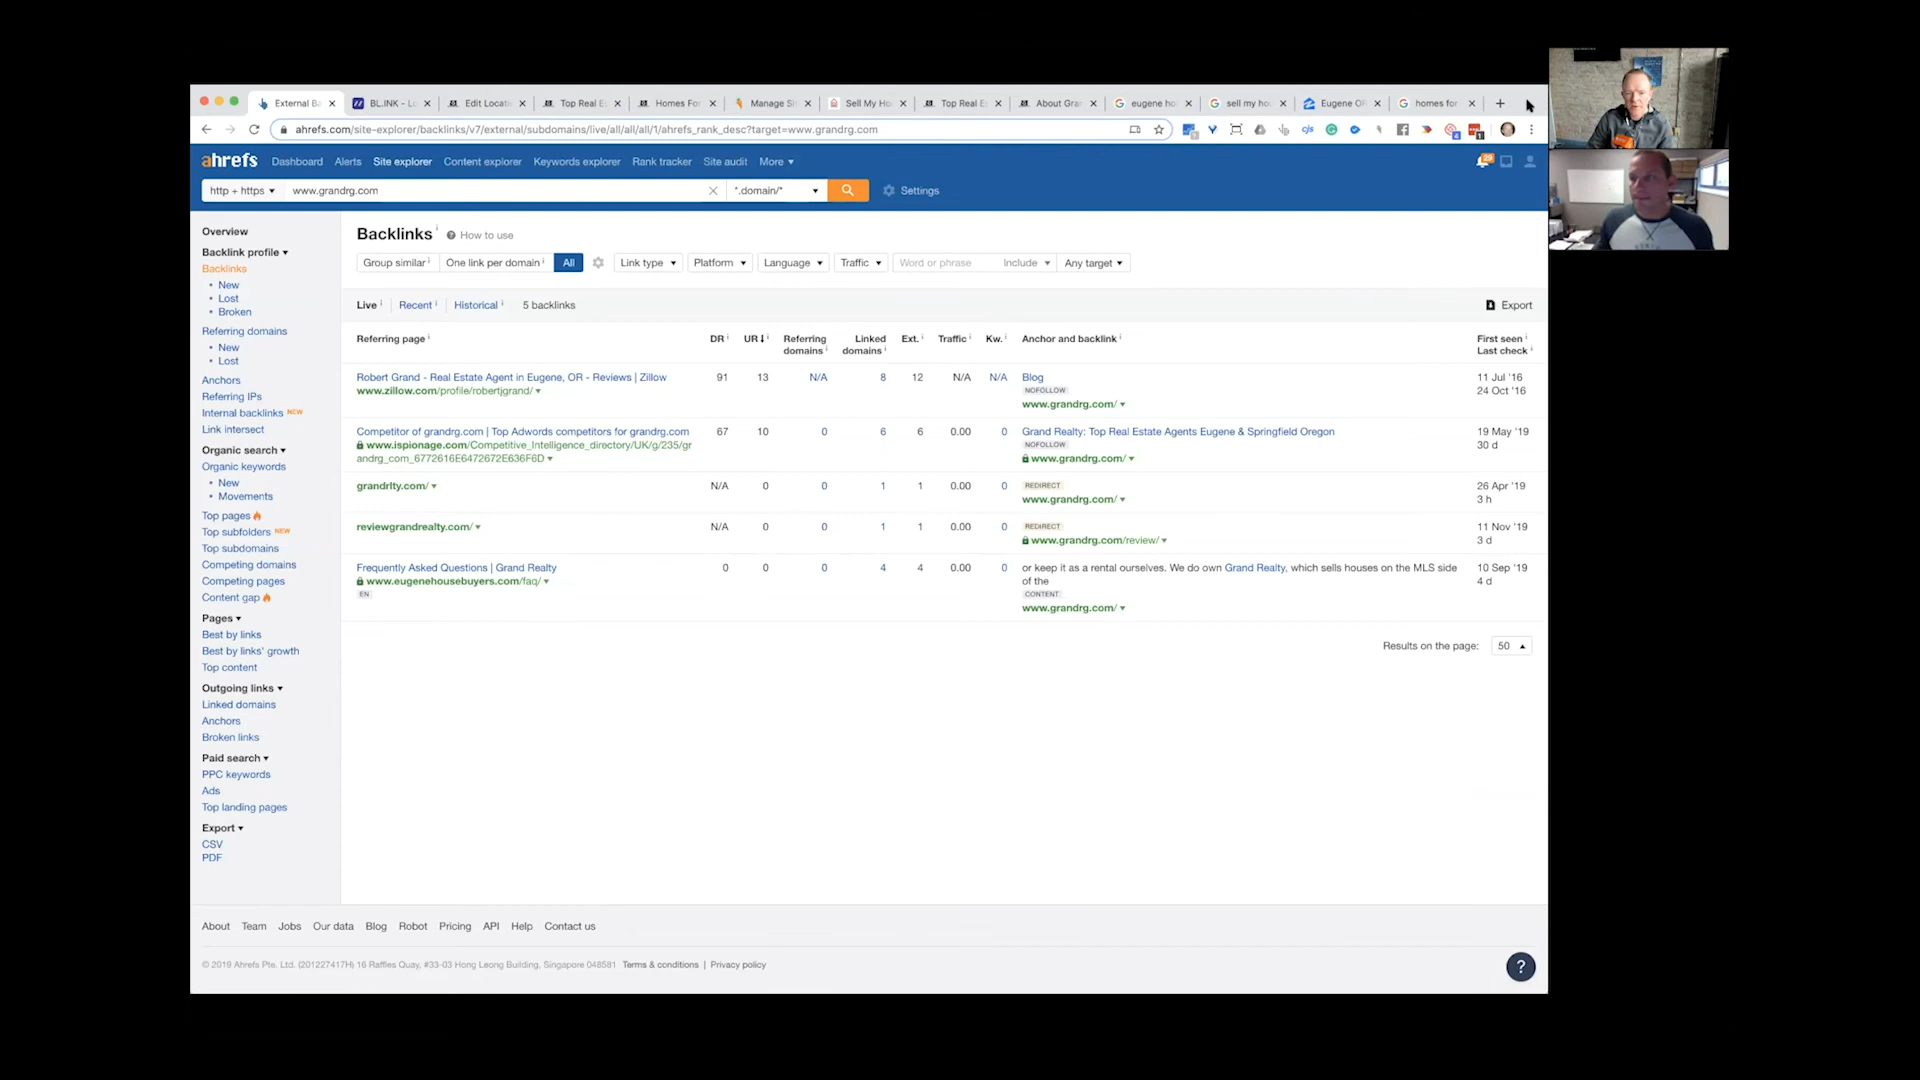 External Ba
BL.INK - Lo
Edit Locatio
Top Real E
Homes For
Manage Si
Sell My Ho
Top Real E
About Gra
eugene ho
sell my ho
Eugene OR
homes for
ahrefs.com/site-explorer/backlinks/v7/external/subdomains/live/all/all/all/1/ahrefs_rank_desc?target=www.grandrg.com
ahrefs Dashboard Alerts Site explorer Content explorer Keywords explorer Rank tracker Site audit More
http + https www.grandrg.com *.domain/* Settings
Overview
Backlink profile
Backlinks
New
Lost
Broken
Referring domains
New
Lost
Anchors
Referring IPs
Internal backlinks NEW
Link intersect
Organic search
Organic keywords
New
Movements
Top pages
Top subfolders NEW
Top subdomains
Competing domains
Competing pages
Content gap
Pages
Best by links
Best by links' growth
Top content
Outgoing links
Linked domains
Anchors
Broken links
Paid search
PPC keywords
Ads
Top landing pages
Export
CSV
PDF
Backlinks How to use
Group similar One link per domain All Link type Platform Language Traffic Word or phrase Include Any target
Live Recent Historical 5 backlinks Export
Referring page DR UR Referring domains Linked domains Ext. Traffic Kw. Anchor and backlink First seen Last check
Robert Grand - Real Estate Agent in Eugene, OR - Reviews | Zillow 91 13 N/A 8 12 N/A N/A Blog 11 Jul '16
www.zillow.com/profile/robertjgrand/ NOFOLLOW 24 Oct '16
www.grandrg.com/
Competitor of grandrg.com | Top Adwords competitors for grandrg.com 67 10 0 6 6 0.00 0 Grand Realty: Top Real Estate Agents Eugene & Springfield Oregon 19 May '19
www.ispionage.com/Competitive_Intelligence_directory/UK/g/235/gr NOFOLLOW 30 d
andrg_com_6772616E6472672E636F6D www.grandrg.com/
grandrlty.com/ N/A 0 0 1 1 0.00 0 REDIRECT 26 Apr '19
www.grandrg.com/ 3 h
reviewgrandrealty.com/ N/A 0 0 1 1 0.00 0 REDIRECT 11 Nov '19
www.grandrg.com/review/ 3 d
Frequently Asked Questions | Grand Realty 0 0 0 4 4 0.00 0 or keep it as a rental ourselves. We do own Grand Realty, which sells houses on the MLS side 10 Sep '19
www.eugenehousebuyers.com/faq/ of the 4 d
EN CONTENT
www.grandrg.com/
Results on the page: 50
About Team Jobs Our data Blog Robot Pricing API Help Contact us
© 2019 Ahrefs Pte. Ltd. (201227417H) 16 Raffles Quay, #33-03 Hong Leong Building, Singapore 048581 Terms & conditions | Privacy policy
?